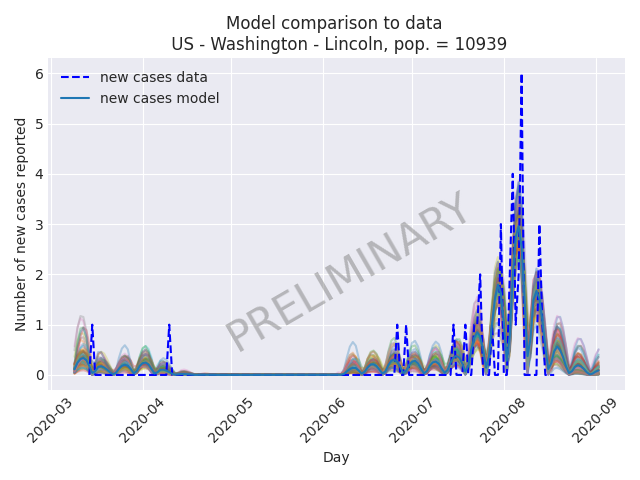 Model comparison to data
US - Washington - Lincoln, pop. = 10939
new cases data
new cases model
Number of new cases reported
6
5
4
3
2
1
0
PRELIMINARY
2020-03
2020-04
2020-05
2020-06
2020-07
2020-08
2020-09
Day